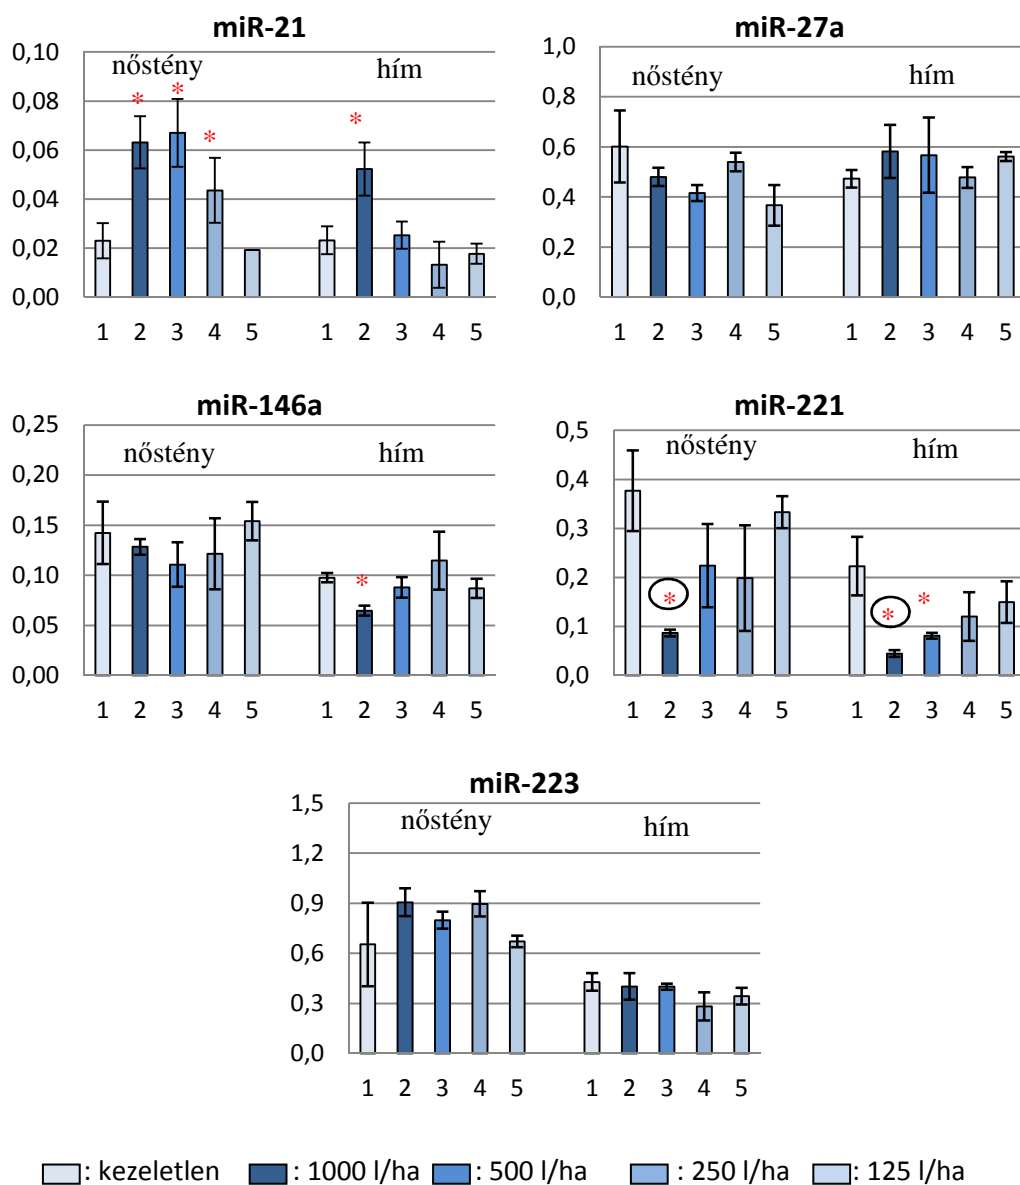 miR-21
0,10
0,08
0,06
0,04
0,02
0,00
nőstény
hím
* * * *
1 2 3 4 5 1 2 3 4 5
miR-27a
1,0
0,8
0,6
0,4
0,2
0,0
nőstény
hím
1 2 3 4 5 1 2 3 4 5
miR-146a
0,25
0,20
0,15
0,10
0,05
0,00
nőstény
hím
*
1 2 3 4 5 1 2 3 4 5
miR-221
0,5
0,4
0,3
0,2
0,1
0,0
nőstény
hím
* * *
1 2 3 4 5 1 2 3 4 5
miR-223
1,5
1,2
0,9
0,6
0,3
0,0
nőstény
hím
1 2 3 4 5 1 2 3 4 5
: kezeletlen : 1000 l/ha : 500 l/ha : 250 l/ha : 125 l/ha